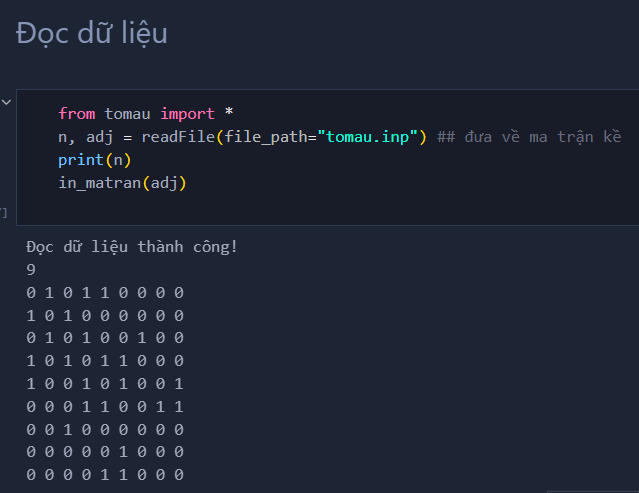 Đọc dữ liệu
from tomau import *
n, adj = readFile(file_path="tomau.inp") ## đưa về ma trận kề
print(n)
in_matran(adj)
Đọc dữ liệu thành công!
9
0 1 0 1 1 0 0 0 0
1 0 1 0 0 0 0 0 0
0 1 0 1 0 0 1 0 0
1 0 1 0 1 1 0 0 0
1 0 0 1 0 1 0 0 1
0 0 0 1 1 0 0 1 1
0 0 1 0 0 0 0 0 0
0 0 0 0 0 1 0 0 0
0 0 0 0 1 1 0 0 0